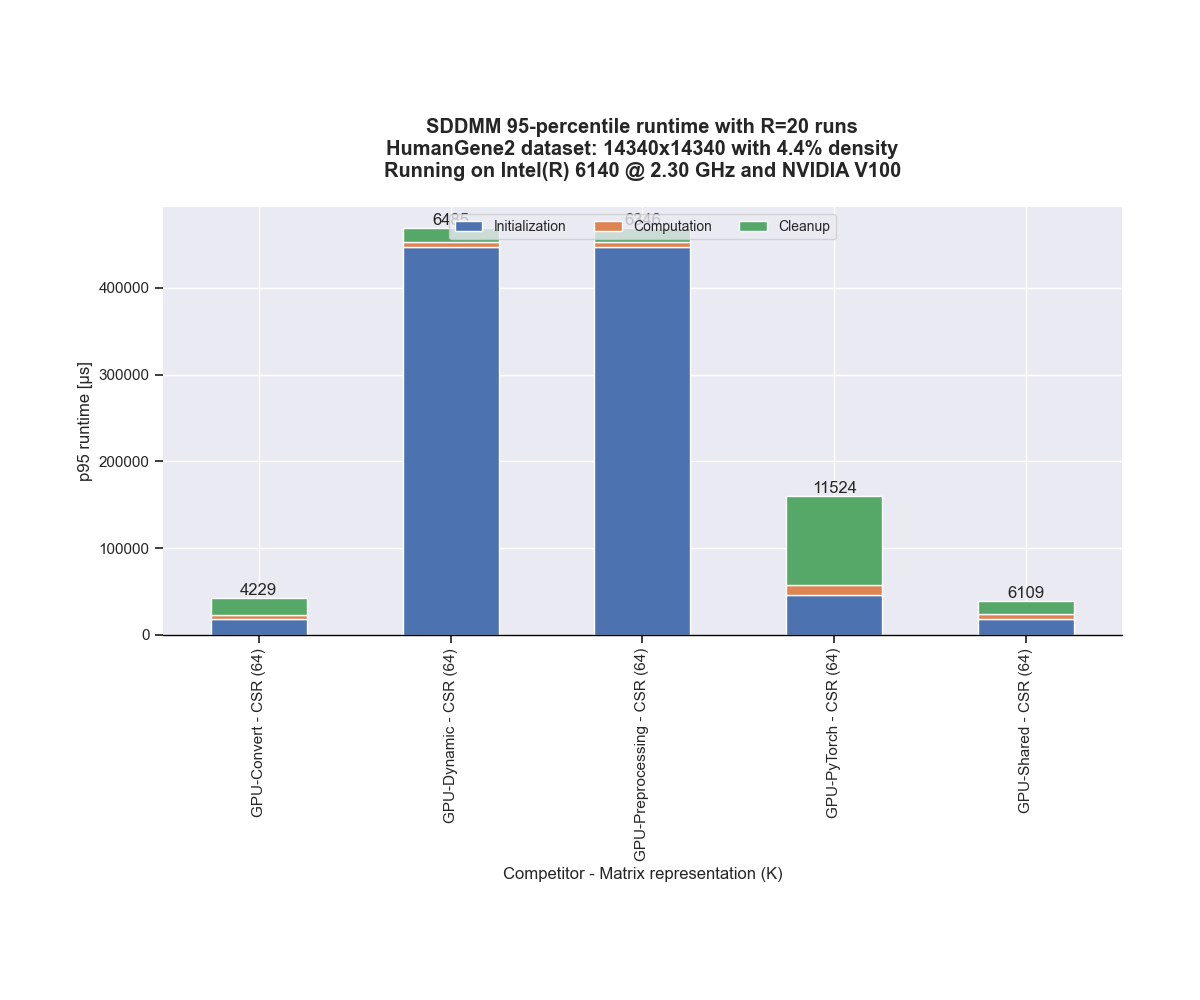 SDDMM 95-percentile runtime with R=20 runs
HumanGene2 dataset: 14340x14340 with 4.4% density
Running on Intel(R) 6140 @ 2.30 GHz and NVIDIA V100
6485
6346
Initialization
Computation
Cleanup
400000
300000
200000
100000
0
p95 runtime [µs]
4229
11524
6109
GPU-Convert - CSR (64)
GPU-Dynamic - CSR (64)
GPU-Preprocessing - CSR (64)
GPU-PyTorch - CSR (64)
GPU-Shared - CSR (64)
Competitor - Matrix representation (K)